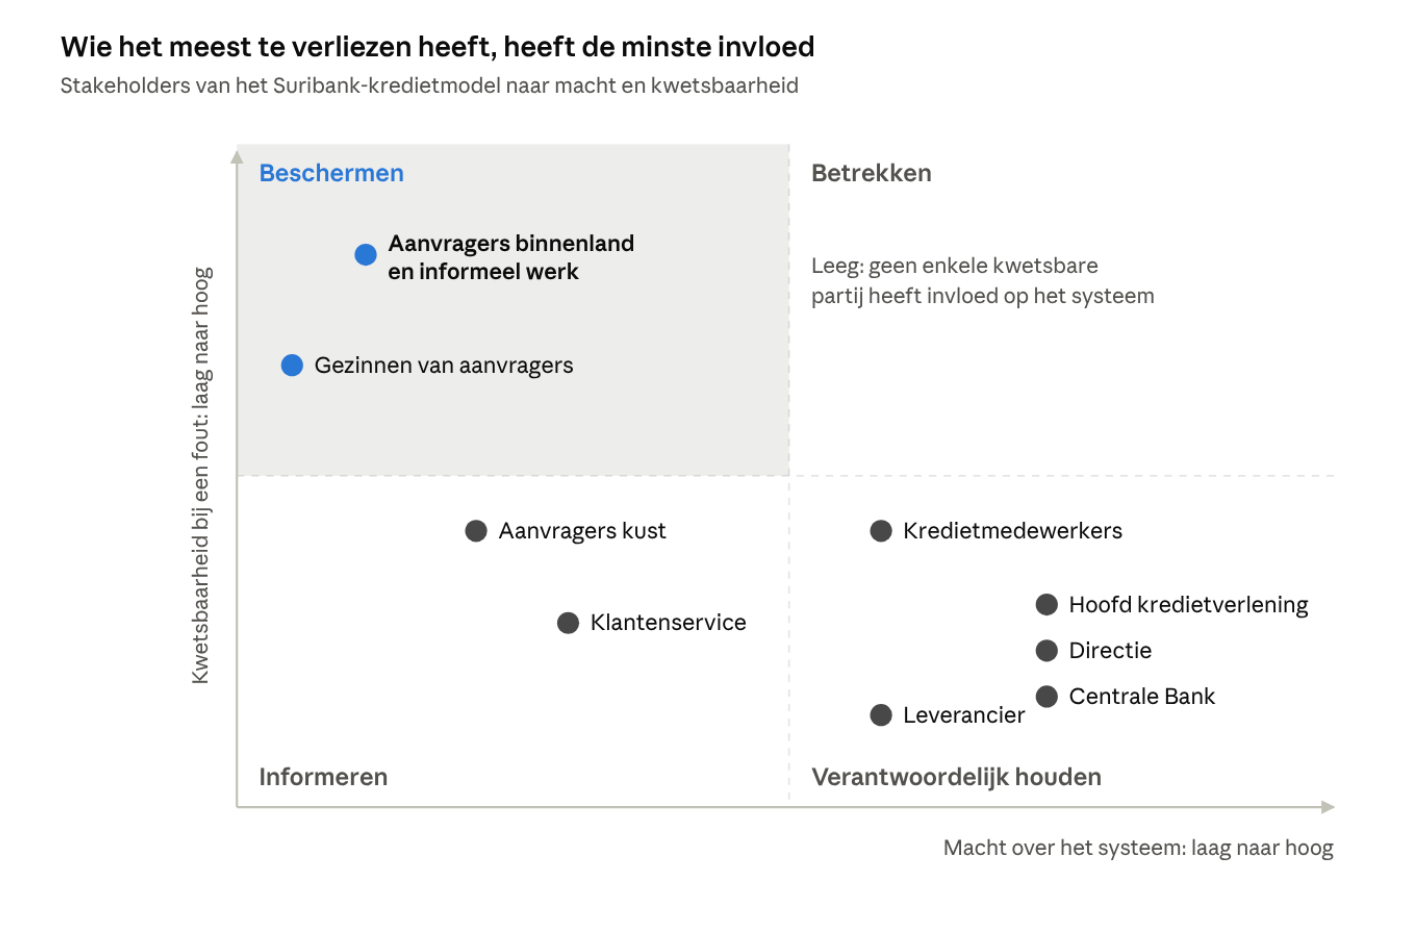 Wie het meest te verliezen heeft, heeft de minste invloed
Stakeholders van het Suribank-kredietmodel naar macht en kwetsbaarheid
Beschermen
Betrekken
Aanvragers binnenland
en informeel werk
Leeg: geen enkele kwetsbare
partij heeft invloed op het systeem
Gezinnen van aanvragers
Kwetsbaarheid bij een fout: laag naar hoog
Aanvragers kust
Kredietmedewerkers
Klantenservice
Hoofd kredietverlening
Directie
Centrale Bank
Leverancier
Informeren
Verantwoordelijk houden
Macht over het systeem: laag naar hoog